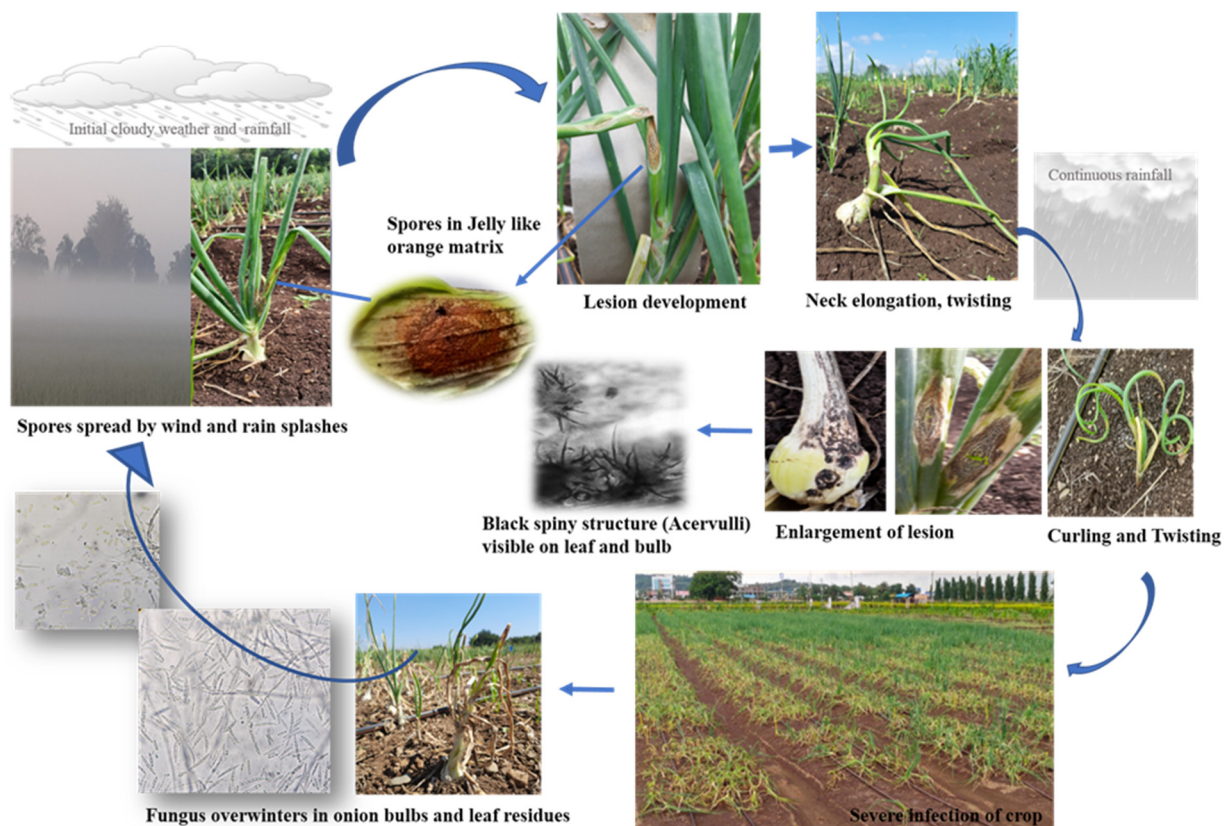 Initial cloudy weather and rainfall
Spores in Jelly like
orange matrix
Lesion development
Neck elongation, twisting
Continuous rainfall
Spores spread by wind and rain splashes
Black spiny structure (Acervulli)
visible on leaf and bulb
Enlargement of lesion
Curling and Twisting
Fungus overwinters in onion bulbs and leaf residues
Severe infection of crop